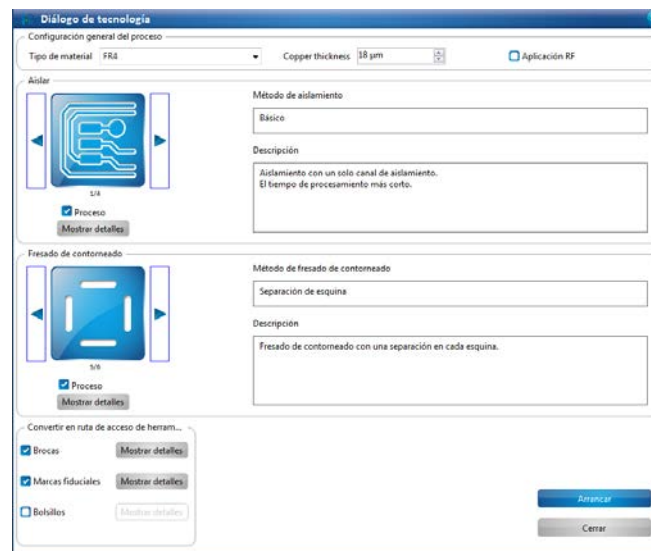 Diálogo de tecnología
Configuración general del proceso
Tipo de material FR4 Copper thickness 18 µm Aplicación RF
Aislar
Método de aislamiento
Básico
Descripción
Aislamiento con un solo canal de aislamiento.
El tiempo de procesamiento más corto.
1/4
Proceso
Mostrar detalles
Fresado de contorneado
Método de fresado de contorneado
Separación de esquina
Descripción
Fresado de contorneado con una separación en cada esquina.
5/6
Proceso
Mostrar detalles
Convertir en ruta de acceso de herram...
Brocas Mostrar detalles
Marcas fiduciales Mostrar detalles
Bolsillos Mostrar detalles
Arrancar
Cerrar